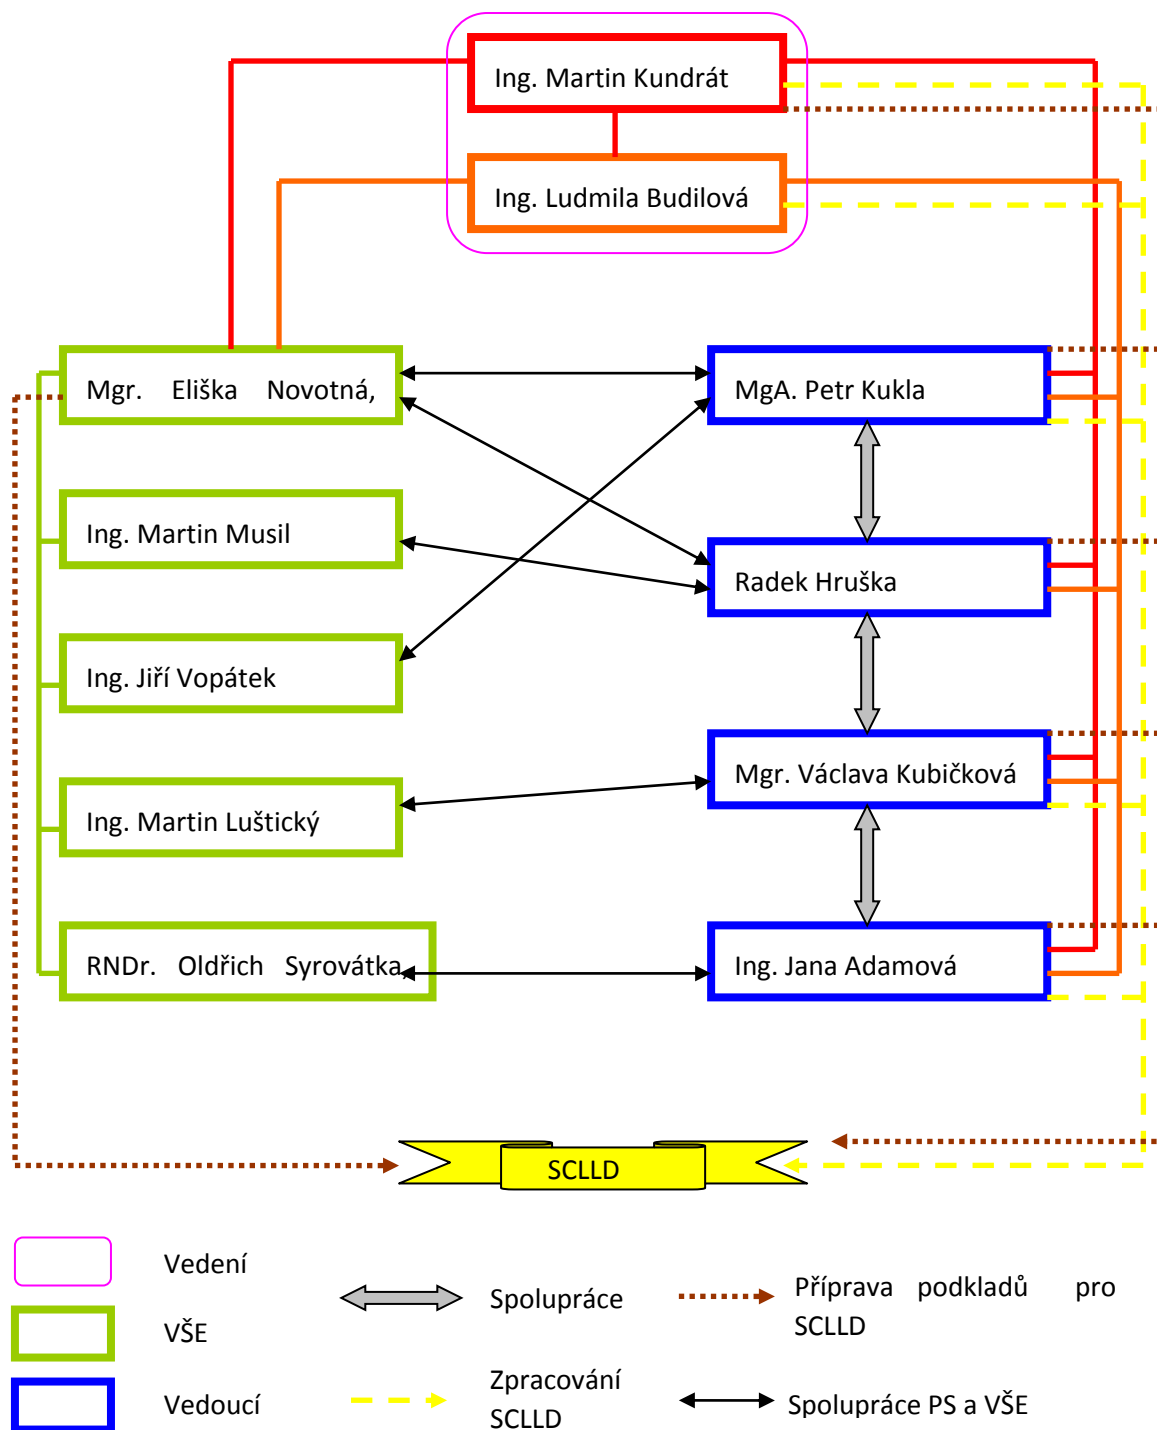 Ing. Martin Kundrát
Ing. Ludmila Budilová
Mgr. Eliška Novotná,
MgA. Petr Kukla
Ing. Martin Musil
Radek Hruška
Ing. Jiří Vopátek
Mgr. Václava Kubičková
Ing. Martin Luštický
RNDr. Oldřich Syrovátka,
Ing. Jana Adamová
SCLLD
Vedení
Spolupráce
Příprava podkladů pro
SCLLD
VŠE
Zpracování
SCLLD
Vedoucí
Spolupráce PS a VŠE